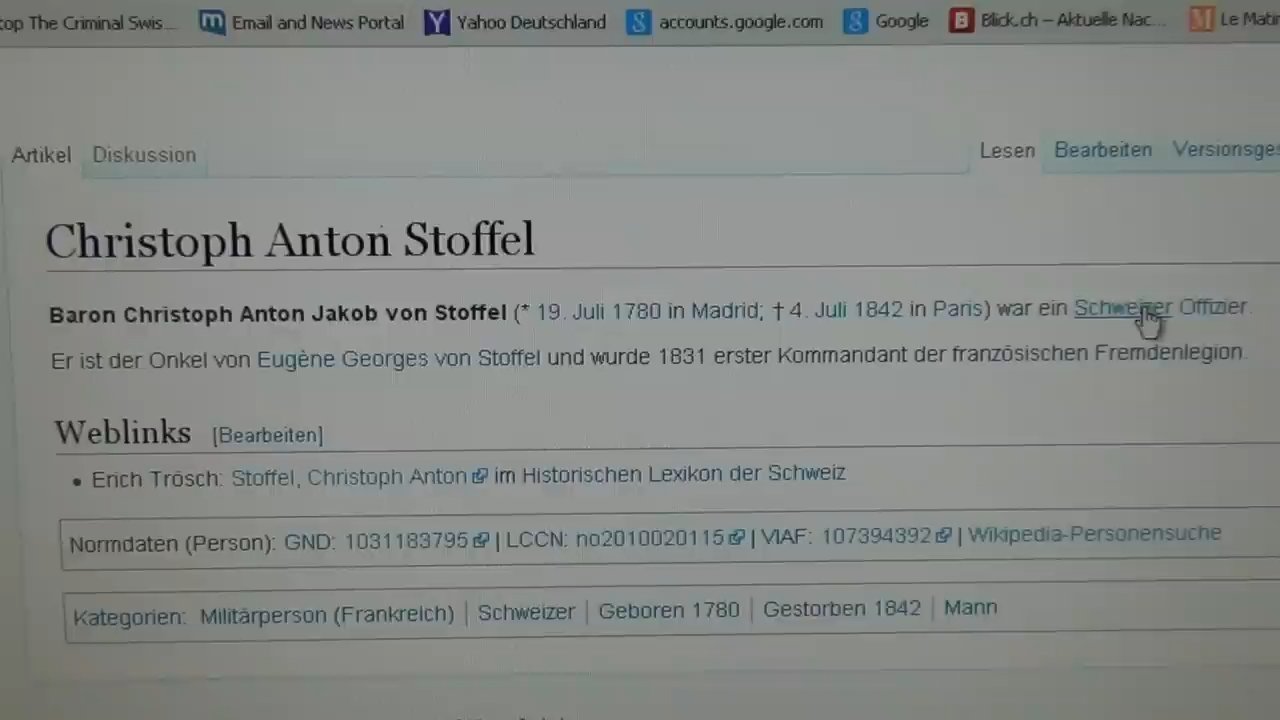 top The Criminal Swis... Email and News Portal Yahoo Deutschland accounts.google.com Google Blick.ch – Aktuelle Nac... Le Matin
Artikel Diskussion Lesen Bearbeiten Versionsges
Christoph Anton Stoffel
Baron Christoph Anton Jakob von Stoffel (* 19. Juli 1780 in Madrid; † 4. Juli 1842 in Paris) war ein Schweizer Offizier.
Er ist der Onkel von Eugène Georges von Stoffel und wurde 1831 erster Kommandant der französischen Fremdenlegion.
Weblinks [Bearbeiten]
• Erich Trösch: Stoffel, Christoph Anton im Historischen Lexikon der Schweiz
Normdaten (Person): GND: 1031183795 | LCCN: no2010020115 | VIAF: 107394392 | Wikipedia-Personensuche
Kategorien: Militärperson (Frankreich) | Schweizer | Geboren 1780 | Gestorben 1842 | Mann